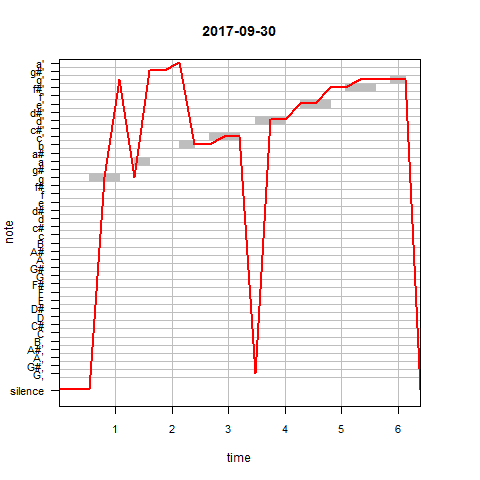 2017-09-30
note
a'
g#'
g'
f#'
f'
e'
d#'
d'
c#'
c'
b
a#
a
g#
g
f#
f
e
d#
d
c#
c
B
A#
A
G#
G
F#
F
E
D#
D
C#
C
B,
A#,
A,
G#,
G,
silence
1 2 3 4 5 6
time